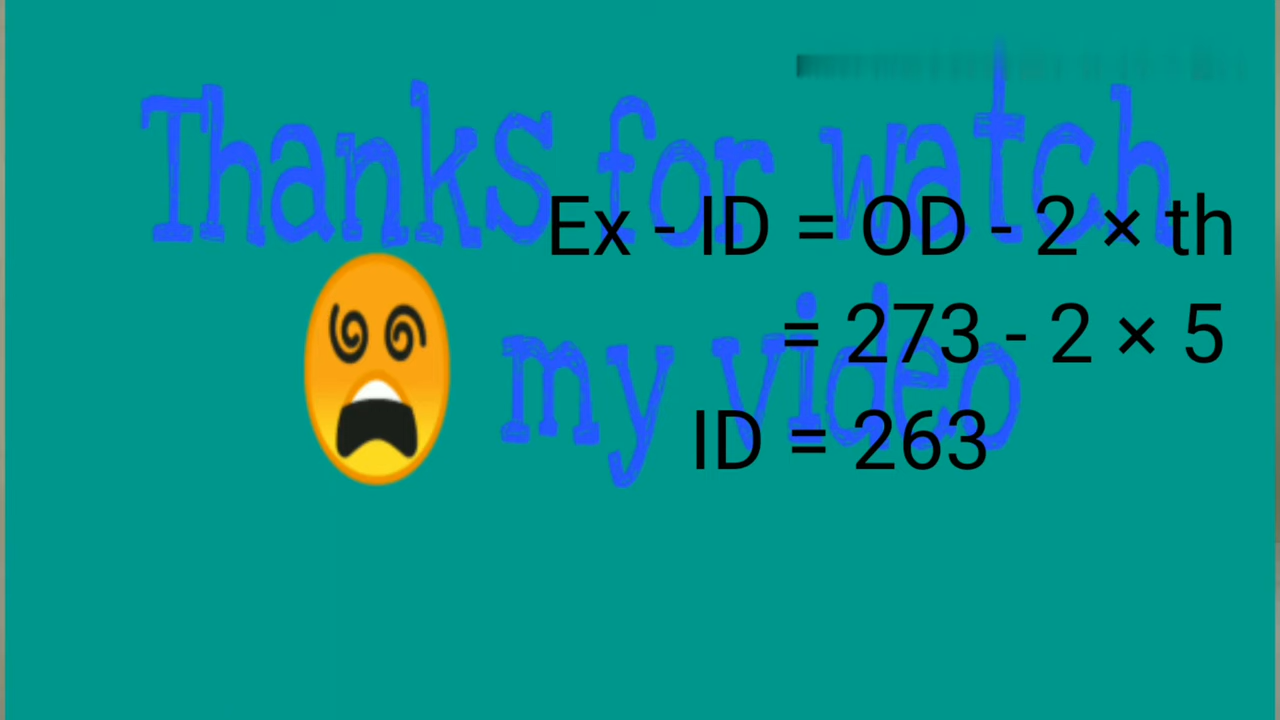 Thanks for watch
my video
Ex - ID = OD - 2 × th
= 273 - 2 × 5
ID = 263